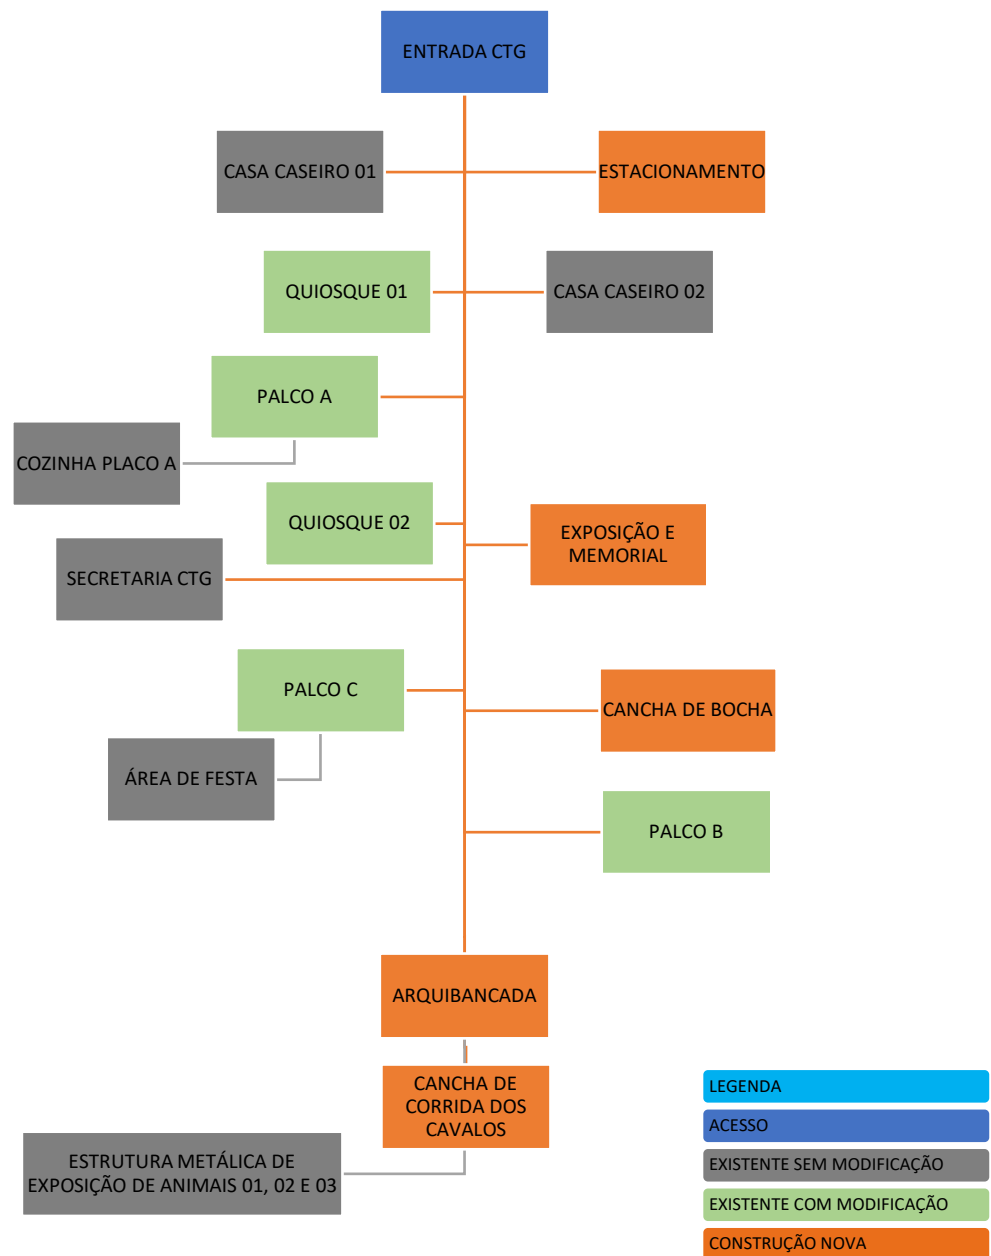 ENTRADA CTG
CASA CASEIRO 01
ESTACIONAMENTO
QUIOSQUE 01
CASA CASEIRO 02
PALCO A
COZINHA PLACO A
QUIOSQUE 02
EXPOSIÇÃO E
MEMORIAL
SECRETARIA CTG
PALCO C
CANCHA DE BOCHA
ÁREA DE FESTA
PALCO B
ARQUIBANCADA
CANCHA DE
CORRIDA DOS
CAVALOS
ESTRUTURA METÁLICA DE
EXPOSIÇÃO DE ANIMAIS 01, 02 E 03
LEGENDA
ACESSO
EXISTENTE SEM MODIFICAÇÃO
EXISTENTE COM MODIFICAÇÃO
CONSTRUÇÃO NOVA